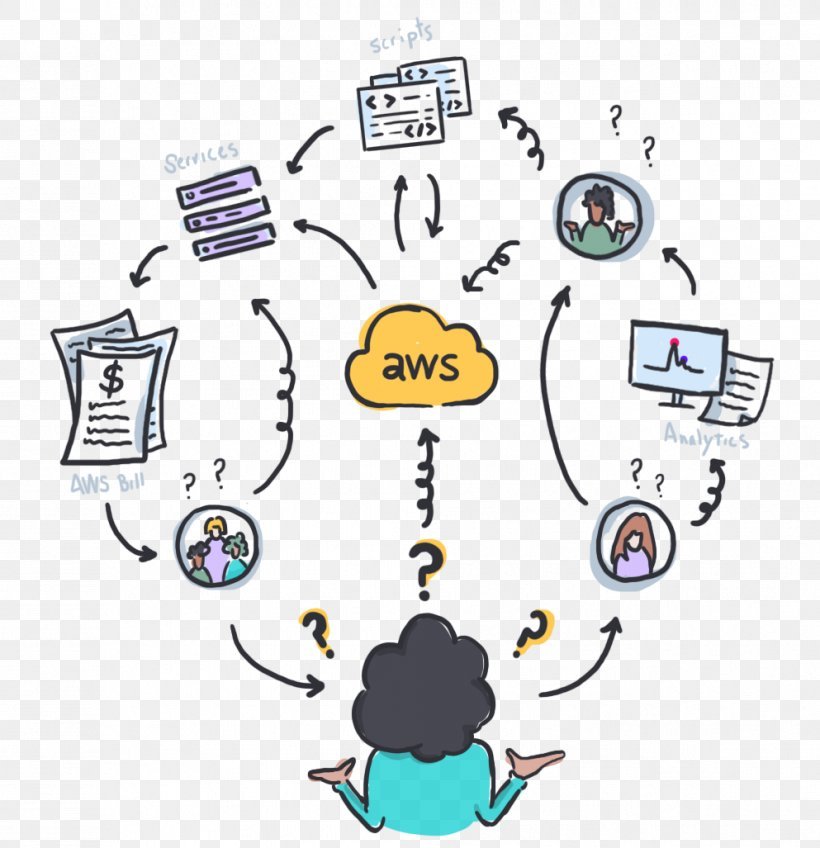 scripts
Services
? ?
< >
< >
</>
</>
aws
$
Analytics
AWS Bill
? ?
? ?
?
? ?